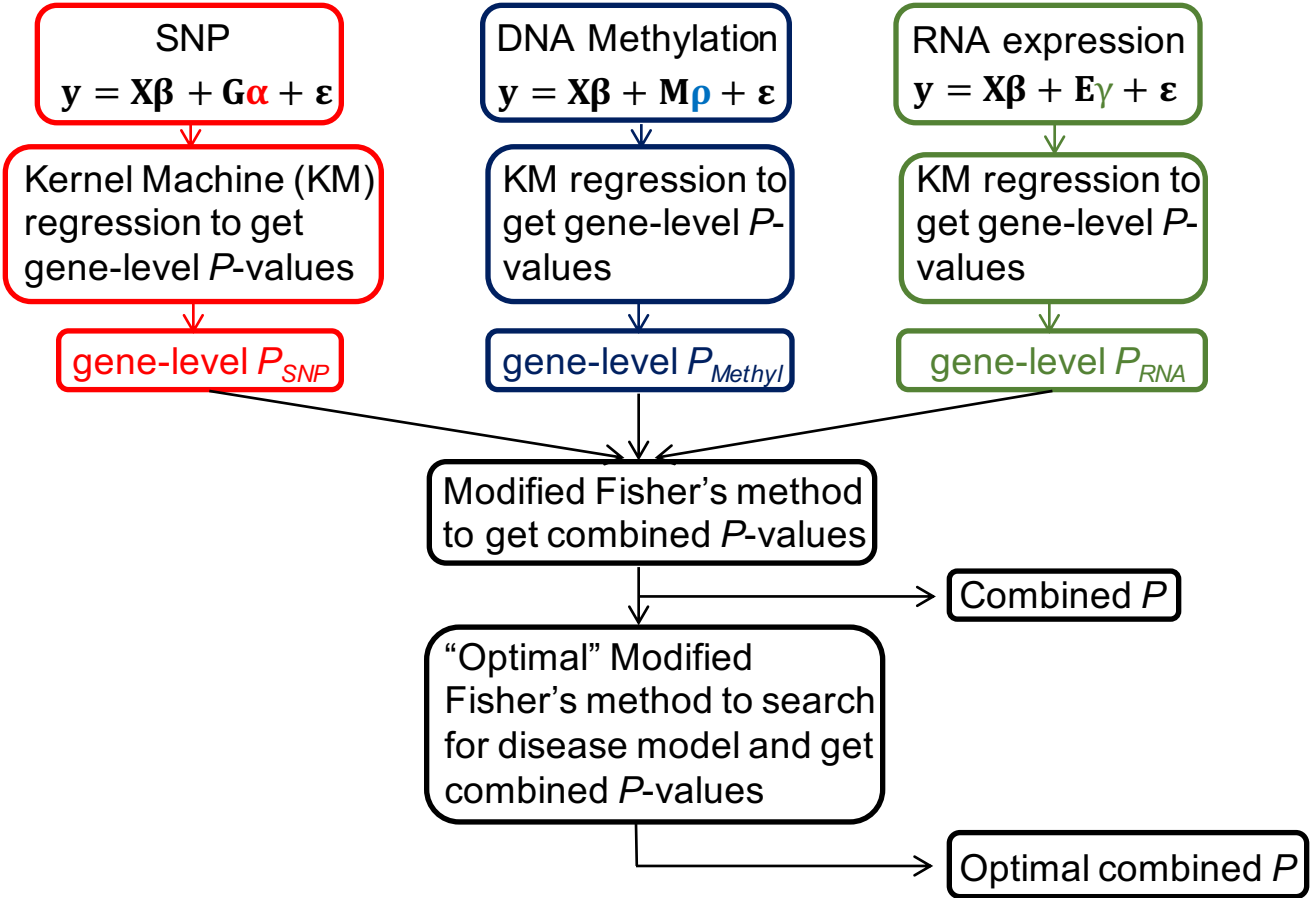 SNP
y = Xβ + Gα + ε
DNA Methylation
y = Xβ + Mρ + ε
RNA expression
y = Xβ + Eγ + ε
Kernel Machine (KM)
regression to get
gene-level P-values
KM regression to
get gene-level P-
values
KM regression to
get gene-level P-
values
gene-level P_SNP
gene-level P_Methyl
gene-level P_RNA
Modified Fisher’s method
to get combined P-values
Combined P
“Optimal” Modified
Fisher’s method to search
for disease model and get
combined P-values
Optimal combined P